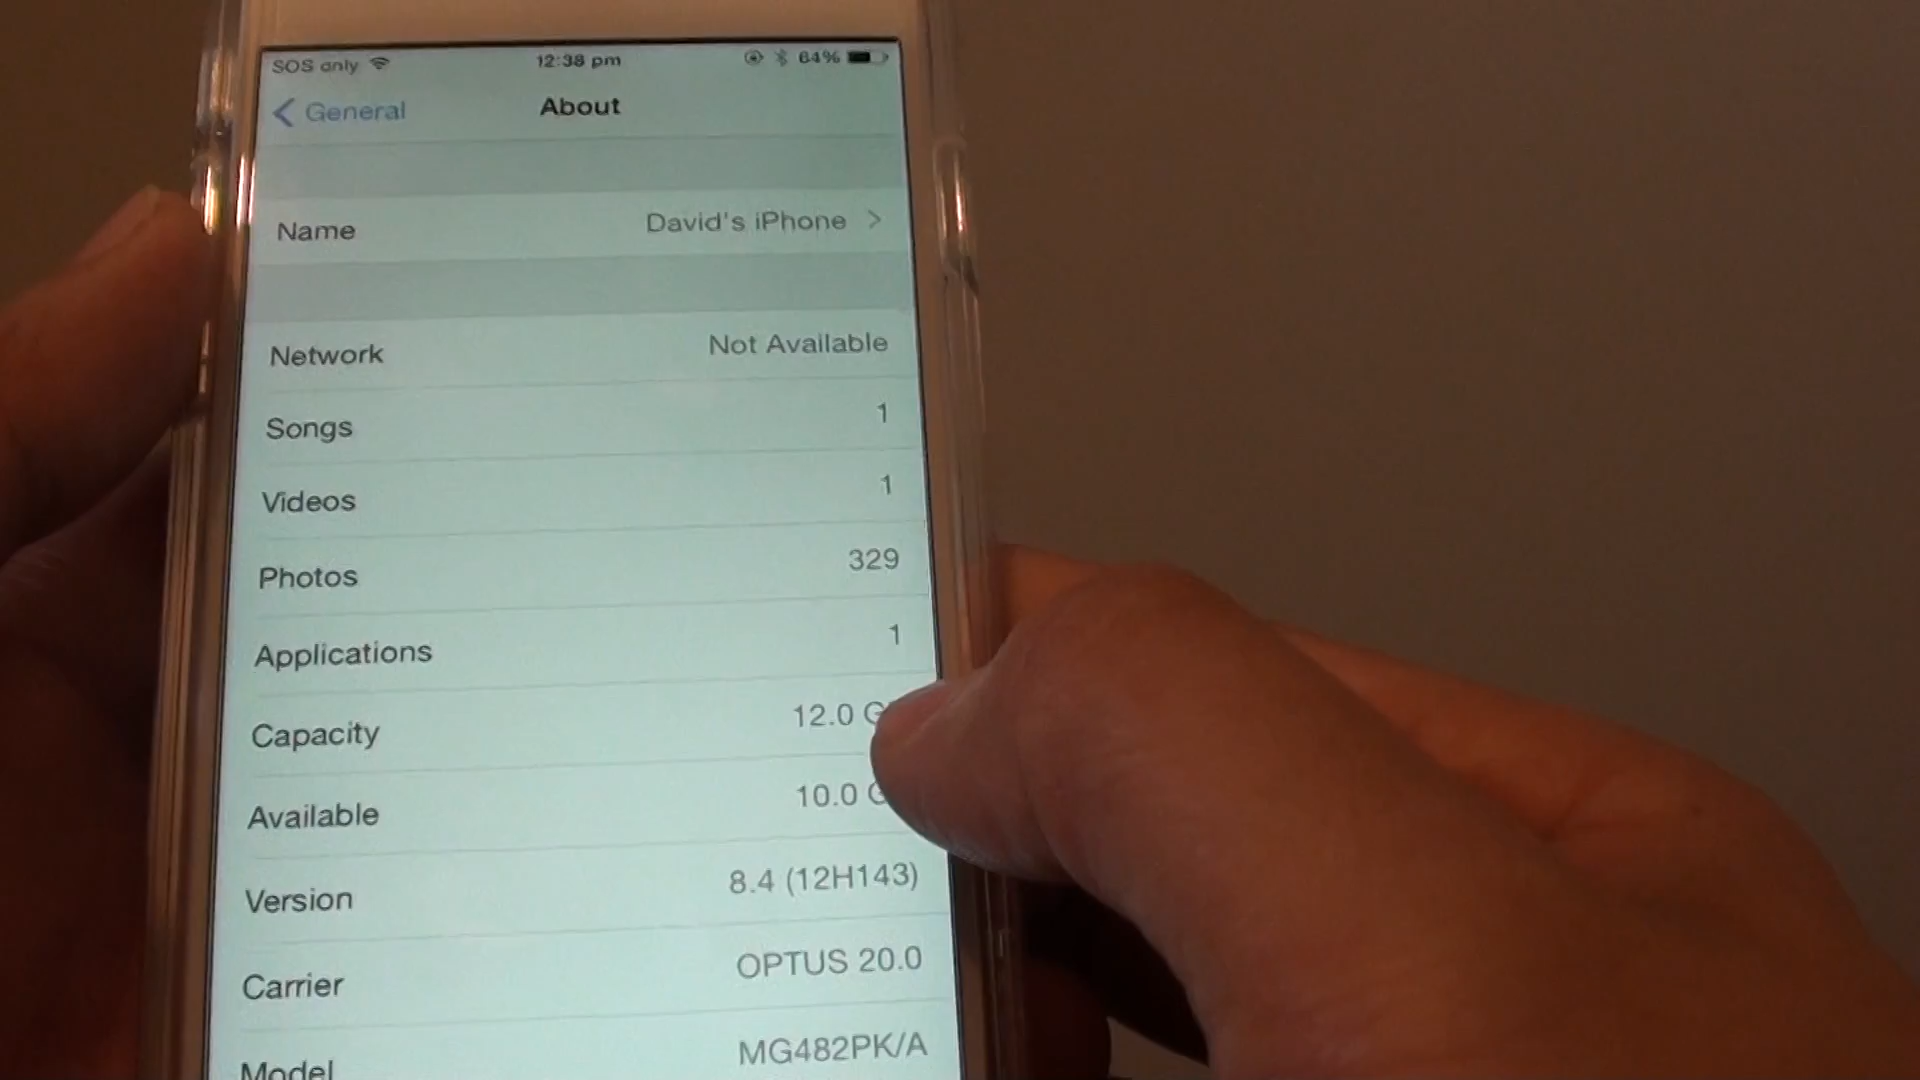 SOS only 12:38 pm 64%
General About
Name David's iPhone
Network Not Available
Songs 1
Videos 1
Photos 329
Applications 1
Capacity 12.0
Available 10.0
Version 8.4 (12H143)
Carrier OPTUS 20.0
Model MG482PK/A